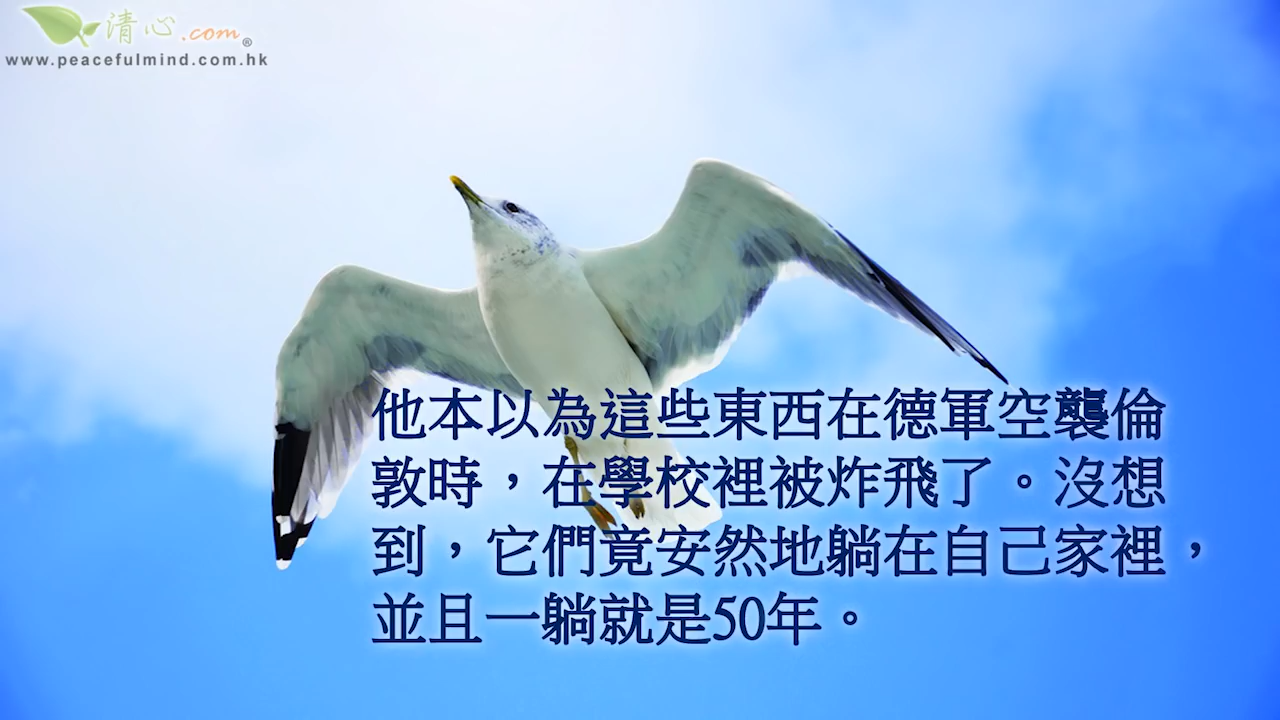 清心.com®
www.peacefulmind.com.hk
他本以為這些東西在德軍空襲倫
敦時，在學校裡被炸飛了。沒想
到，它們竟安然地躺在自己家裡，
並且一躺就是50年。